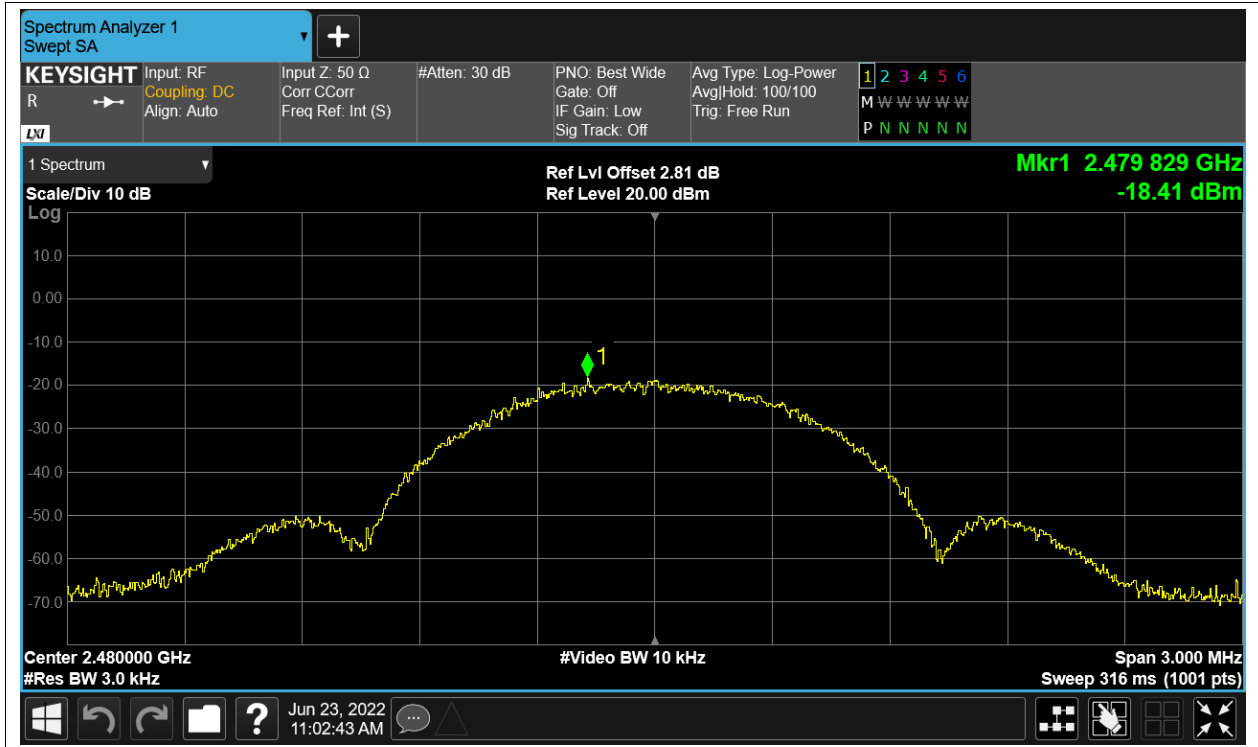 Spectrum Analyzer 1
Swept SA
+
KEYSIGHT
R
LXI
Input: RF
Coupling: DC
Align: Auto
Input Z: 50 Ω
Corr CCorr
Freq Ref: Int (S)
#Atten: 30 dB
PNO: Best Wide
Gate: Off
IF Gain: Low
Sig Track: Off
Avg Type: Log-Power
Avg|Hold: 100/100
Trig: Free Run
1 2 3 4 5 6
M W W W W W
P N N N N N
1 Spectrum
Scale/Div 10 dB
Log
Ref Lvl Offset 2.81 dB
Ref Level 20.00 dBm
Mkr1 2.479 829 GHz
-18.41 dBm
10.0
0.00
-10.0
1
-20.0
-30.0
-40.0
-50.0
-60.0
-70.0
Center 2.480000 GHz
#Res BW 3.0 kHz
#Video BW 10 kHz
Span 3.000 MHz
Sweep 316 ms (1001 pts)
?
Jun 23, 2022
11:02:43 AM